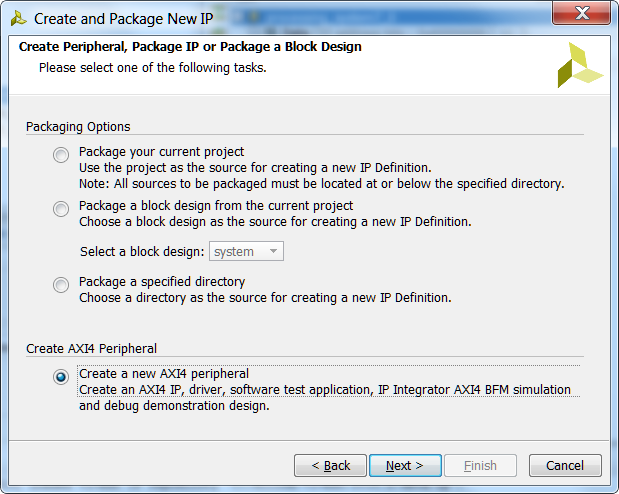 Create and Package New IP
Create Peripheral, Package IP or Package a Block Design
Please select one of the following tasks.
Packaging Options
Package your current project
Use the project as the source for creating a new IP Definition.
Note: All sources to be packaged must be located at or below the specified directory.
Package a block design from the current project
Choose a block design as the source for creating a new IP Definition.
Select a block design: system
Package a specified directory
Choose a directory as the source for creating a new IP Definition.
Create AXI4 Peripheral
Create a new AXI4 peripheral
Create an AXI4 IP, driver, software test application, IP Integrator AXI4 BFM simulation
and debug demonstration design.
< Back Next > Finish Cancel